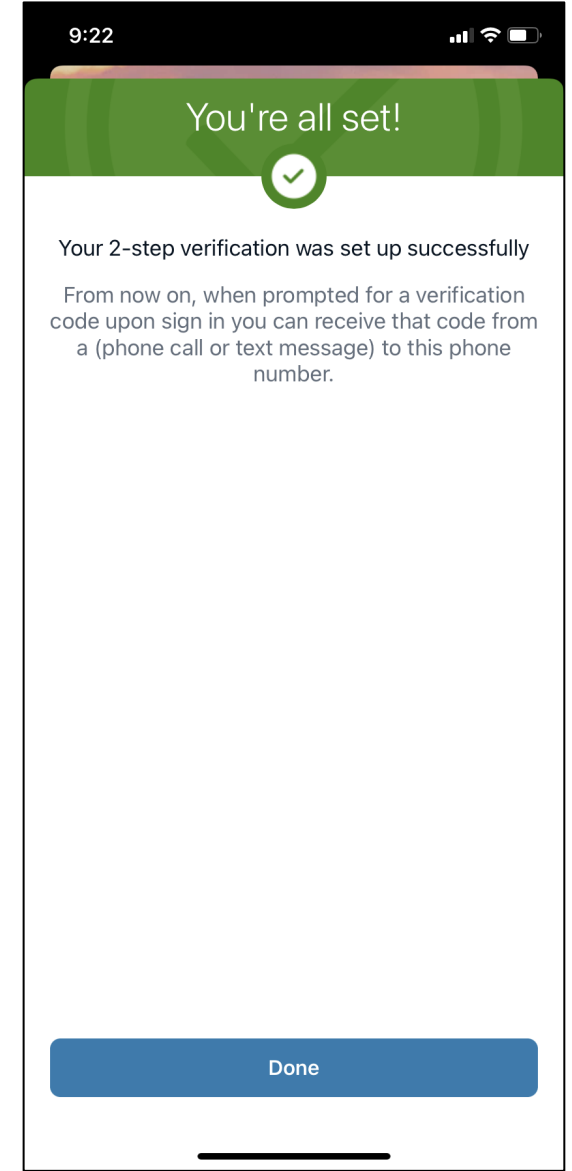 9:22
You're all set!
Your 2-step verification was set up successfully
From now on, when prompted for a verification
code upon sign in you can receive that code from
a (phone call or text message) to this phone
number.
Done